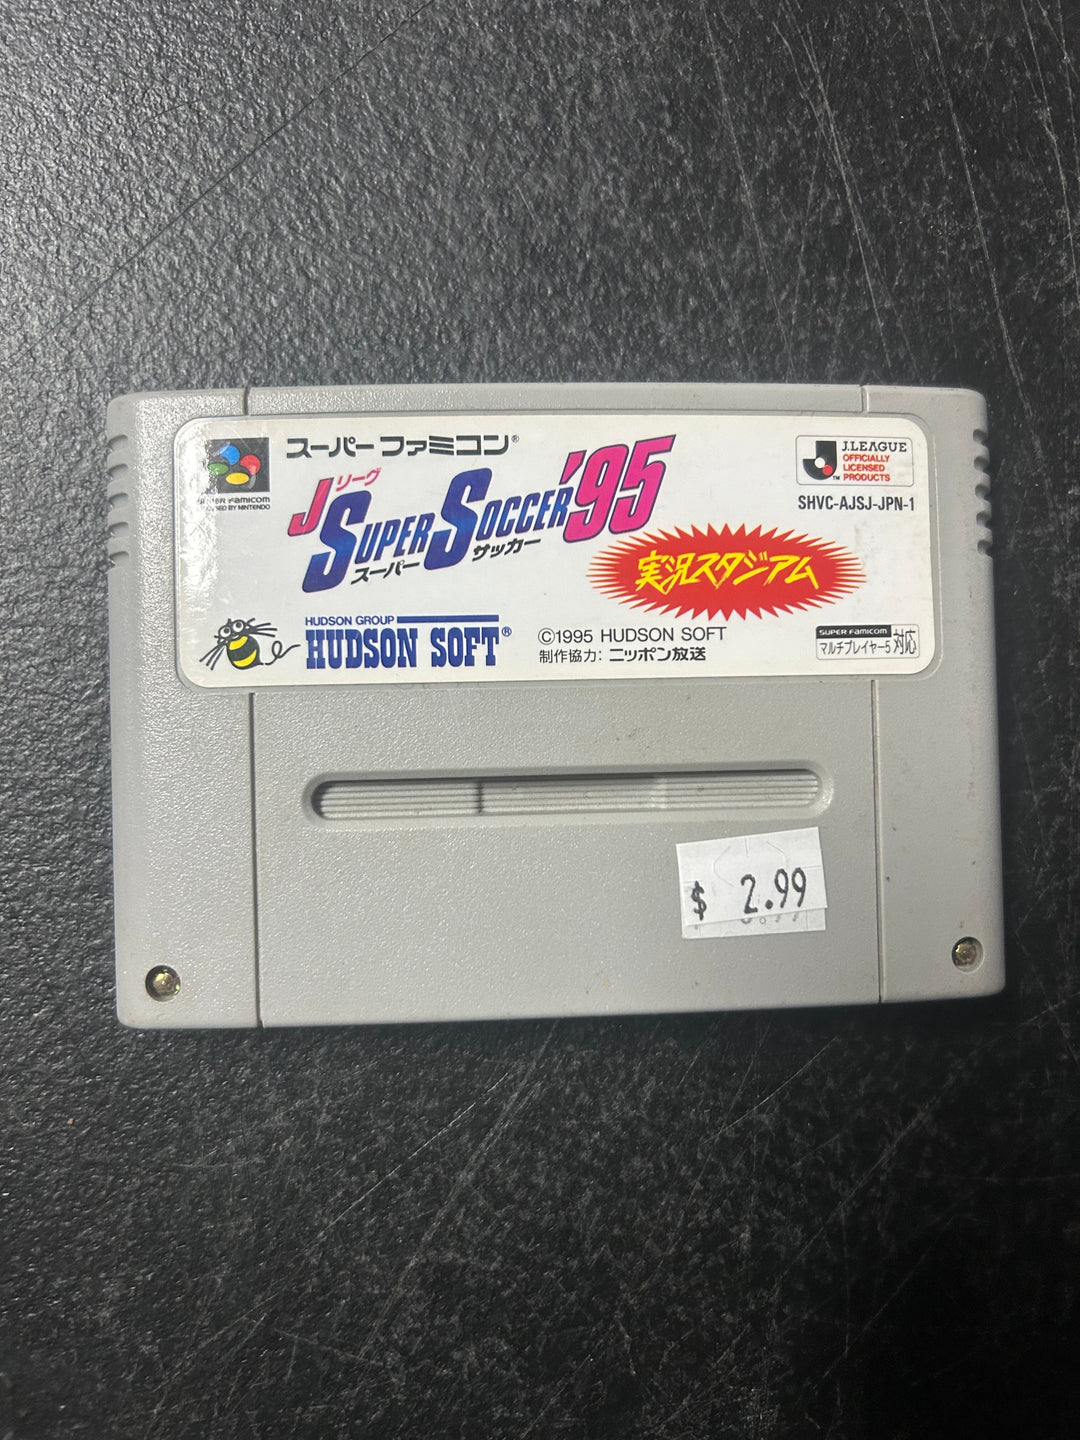 スーパーファミコン®
SUPER FAMICOM
Jリーグ
SUPER SOCCER '95
スーパーサッカー
実況スタジアム
J.LEAGUE
OFFICIALLY
LICENSED
PRODUCTS
TM
SHVC-AJSJ-JPN-1
HUDSON GROUP
HUDSON SOFT®
©1995 HUDSON SOFT
制作協力: ニッポン放送
SUPER FAMICOM
マルチプレイヤー5 対応
$ 2.99